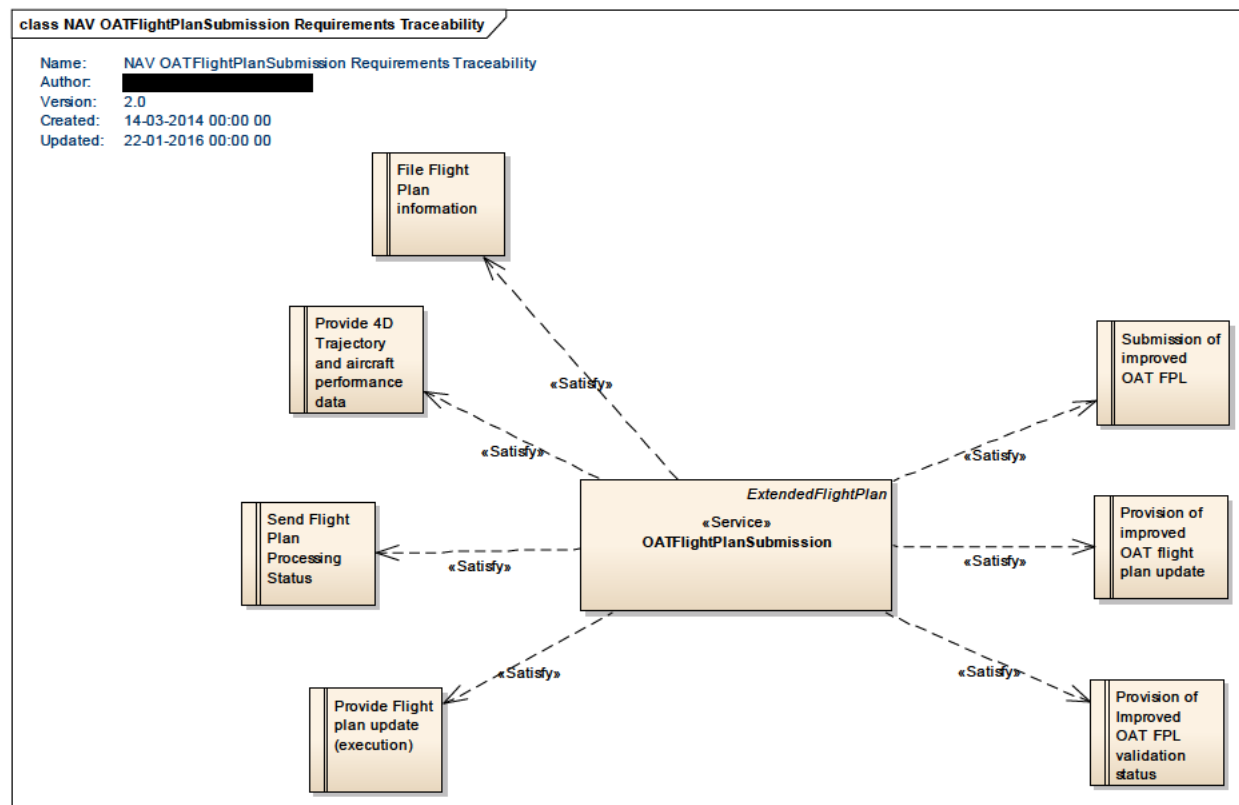 class NAV OATFlightPlanSubmission Requirements Traceability
Name: NAV OATFlightPlanSubmission Requirements Traceability
Author:
Version: 2.0
Created: 14-03-2014 00:00 00
Updated: 22-01-2016 00:00 00
File Flight
Plan
information
Provide 4D
Trajectory
and aircraft
performance
data
Submission of
improved
OAT FPL
«Satisfy»
«Satisfy»
«Satisfy»
ExtendedFlightPlan
«Service»
OATFlightPlanSubmission
Send Flight
Plan
Processing
Status
Provision of
improved
OAT flight
plan update
«Satisfy»
«Satisfy»
«Satisfy»
«Satisfy»
Provide Flight
plan update
(execution)
Provision of
Improved
OAT FPL
validation
status